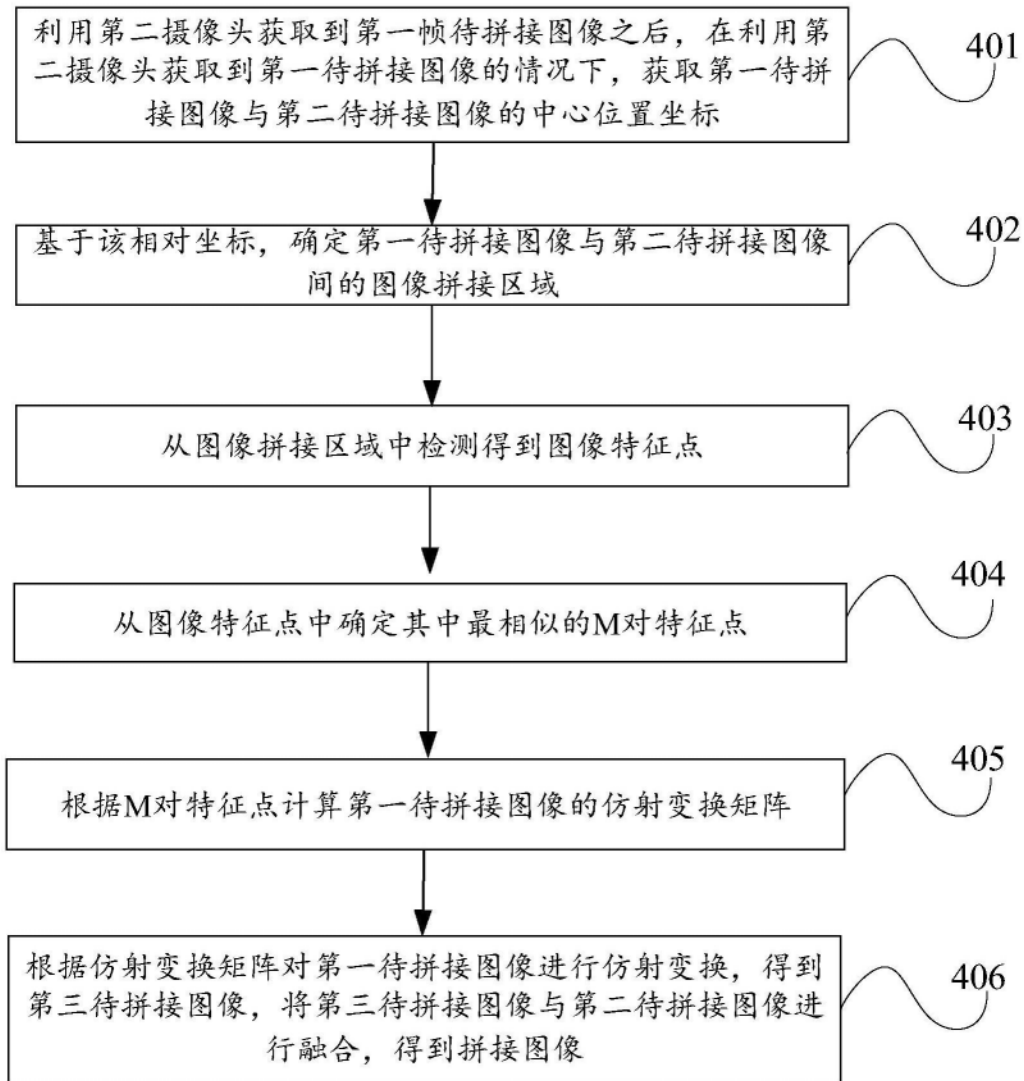 利用第二摄像头获取到第一帧待拼接图像之后，在利用第
二摄像头获取到第一待拼接图像的情况下，获取第一待拼
接图像与第二待拼接图像的中心位置坐标
401
基于该相对坐标，确定第一待拼接图像与第二待拼接图像
间的图像拼接区域
402
从图像拼接区域中检测得到图像特征点
403
从图像特征点中确定其中最相似的M对特征点
404
根据M对特征点计算第一待拼接图像的仿射变换矩阵
405
根据仿射变换矩阵对第一待拼接图像进行仿射变换，得到
第三待拼接图像，将第三待拼接图像与第二待拼接图像进
行融合，得到拼接图像
406